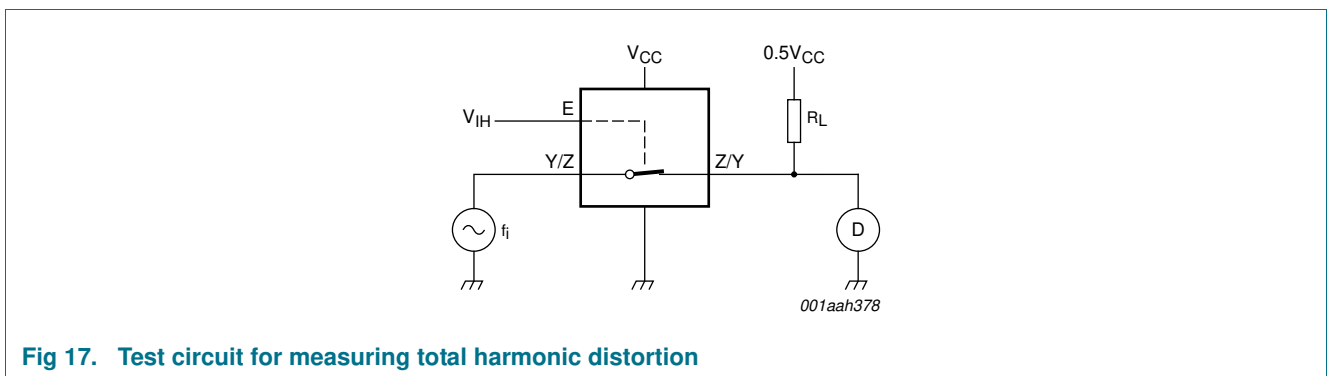 VCC
0.5VCC
VIH
E
RL
Y/Z
Z/Y
fi
D
001aah378
Fig 17. Test circuit for measuring total harmonic distortion